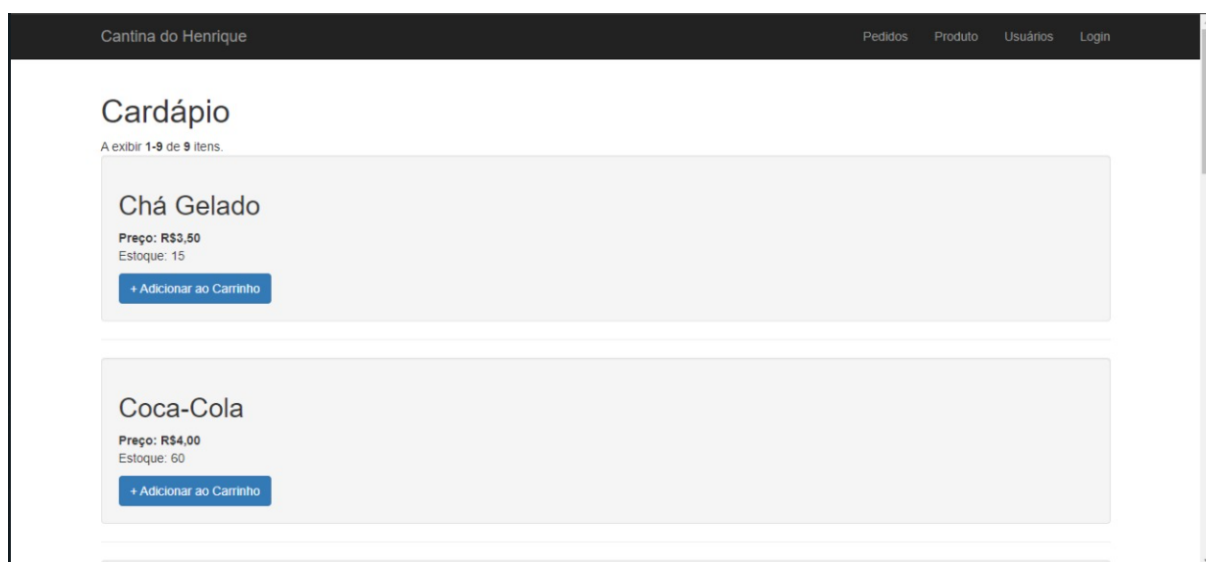 Cantina do Henrique Pedidos Produto Usuários Login
Cardápio
A exibir 1-9 de 9 itens.
Chá Gelado
Preço: R$3,50
Estoque: 15
+ Adicionar ao Carrinho
Coca-Cola
Preço: R$4,00
Estoque: 60
+ Adicionar ao Carrinho